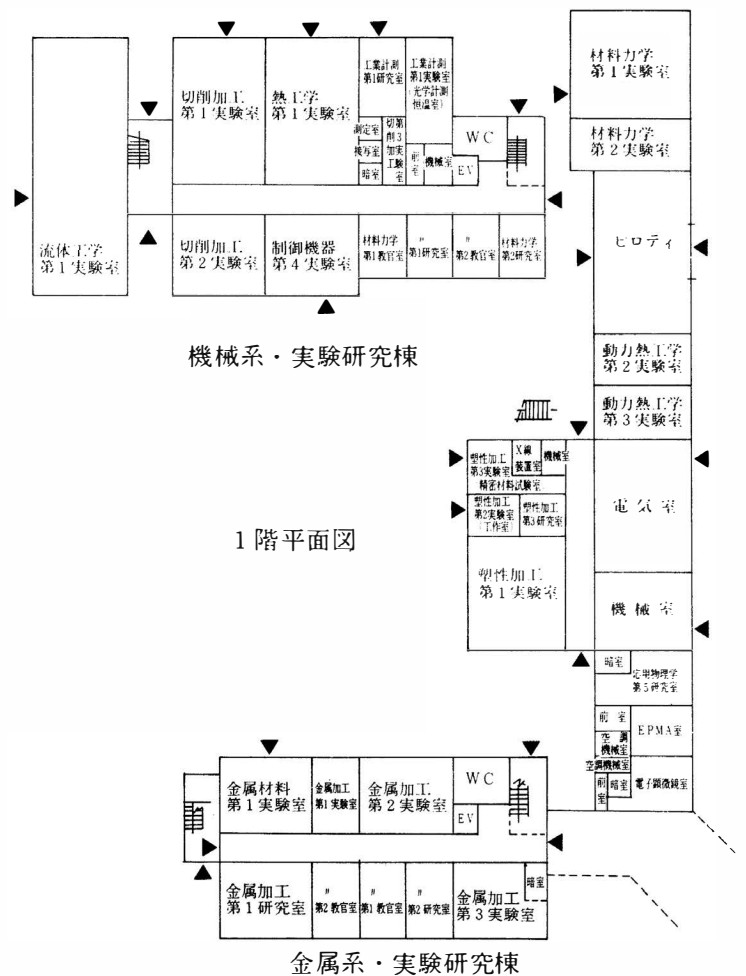 材料力学
第1実験室
材料力学
第2実験室
ピロティ
動力熱工学
第2実験室
動力熱工学
第3実験室
電気室
機械室
暗室
応用物理学
第5研究室
前室
EPMA室
空調
機械室
空調機械室
前室
暗室
電子顕微鏡室
流体工学
第1実験室
切削加工
第1実験室
熱工学
第1実験室
工業計測
第1研究室
工業計測
第1実験室
(光学計測
恒温室)
測定室
接写室
暗室
切削加工
第3実験室
前室
機械室
WC
EV
切削加工
第2実験室
制御機器
第4実験室
材料力学
第1教官室
〃
第1研究室
〃
第2教官室
材料力学
第2研究室
機械系・実験研究棟
塑性加工
第3実験室
X線
装置室
機械室
精密材料試験室
塑性加工
第2実験室
(工作室)
塑性加工
第3研究室
塑性加工
第1実験室
1階平面図
金属材料
第1実験室
金属加工
第1実験室
金属加工
第2実験室
WC
EV
金属加工
第1研究室
〃
第2教官室
〃
第1教官室
〃
第2研究室
金属加工
第3実験室
暗室
金属系・実験研究棟